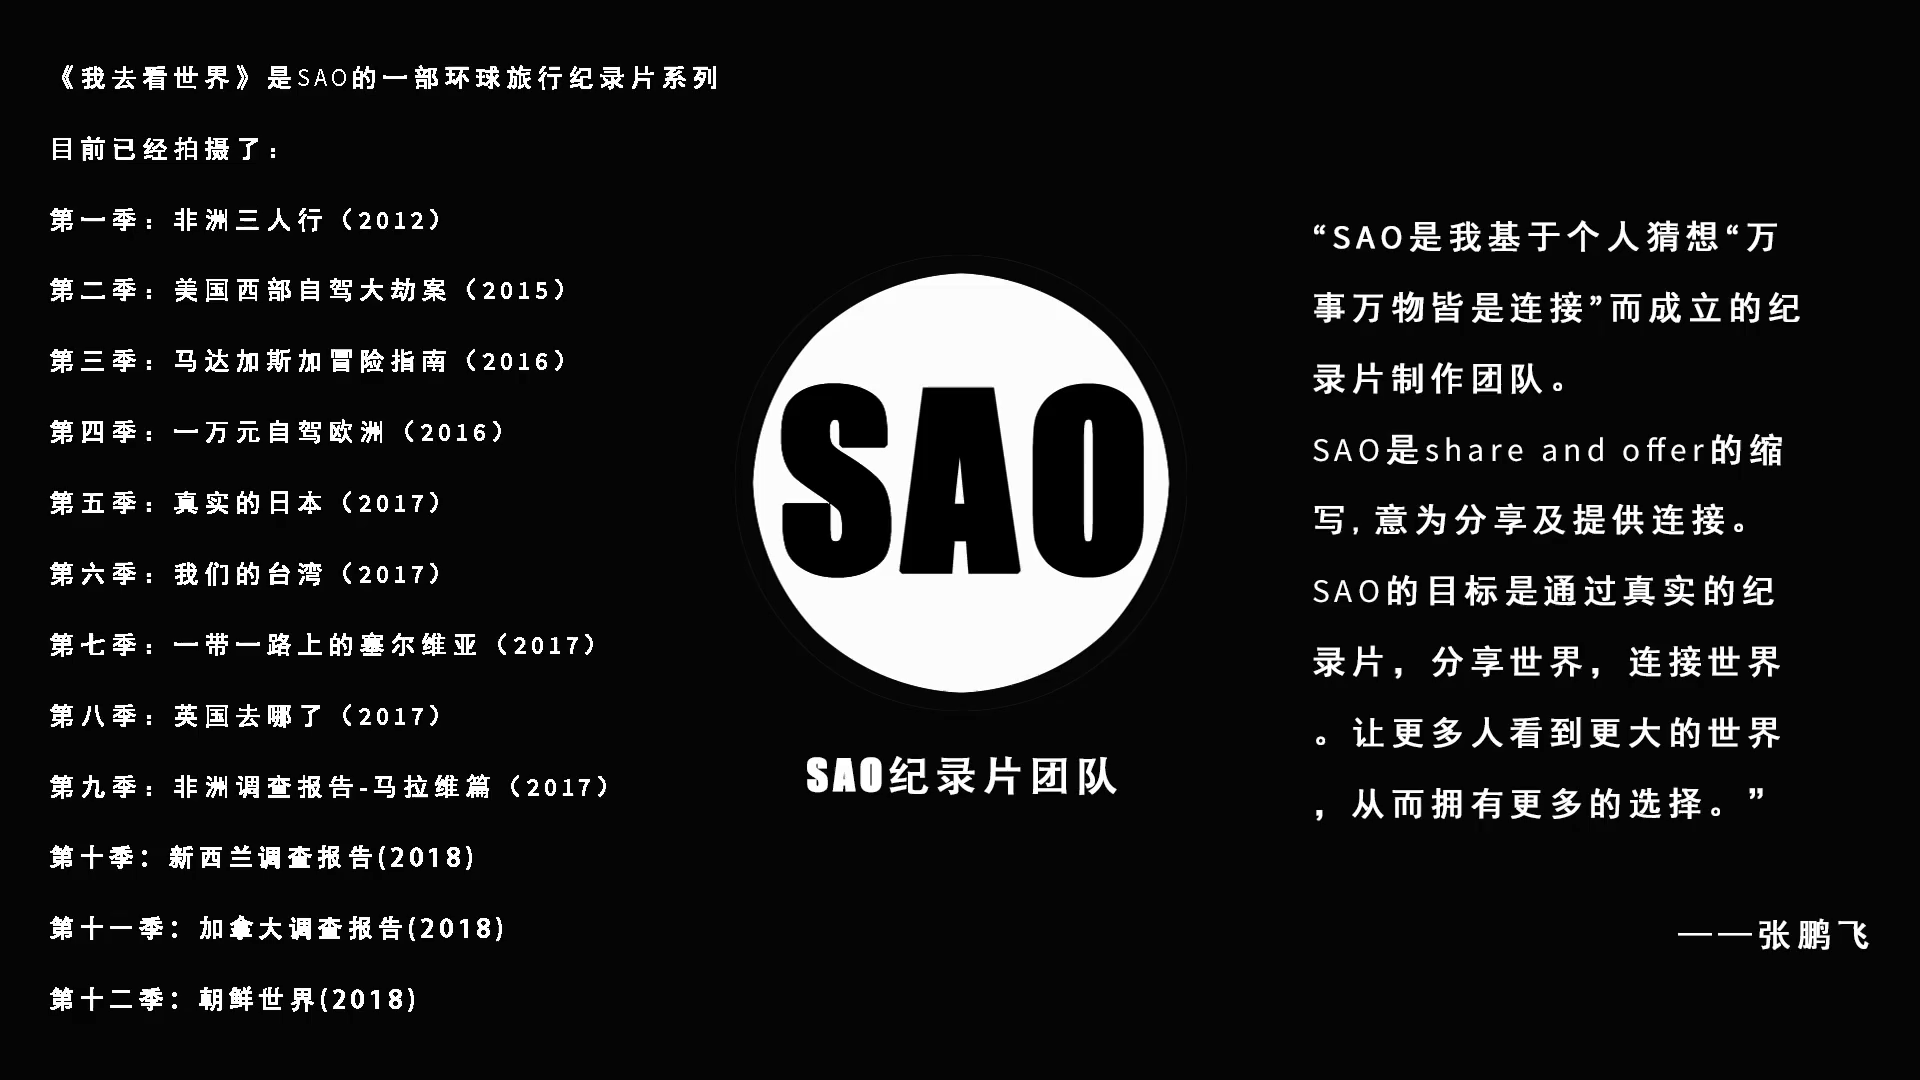 《我去看世界》是SAO的一部环球旅行纪录片系列
目前已经拍摄了：
第一季：非洲三人行（2012）
第二季：美国西部自驾大劫案（2015）
第三季：马达加斯加冒险指南（2016）
第四季：一万元自驾欧洲（2016）
第五季：真实的日本（2017）
第六季：我们的台湾（2017）
第七季：一带一路上的塞尔维亚（2017）
第八季：英国去哪了（2017）
第九季：非洲调查报告-马拉维篇（2017）
第十季：新西兰调查报告(2018)
第十一季：加拿大调查报告(2018)
第十二季：朝鲜世界(2018)
SAO
SAO纪录片团队
“SAO是我基于个人猜想“万
事万物皆是连接”而成立的纪
录片制作团队。
SAO是share and offer的缩
写，意为分享及提供连接。
SAO的目标是通过真实的纪
录片，分享世界，连接世界
。让更多人看到更大的世界
，从而拥有更多的选择。”
——张鹏飞